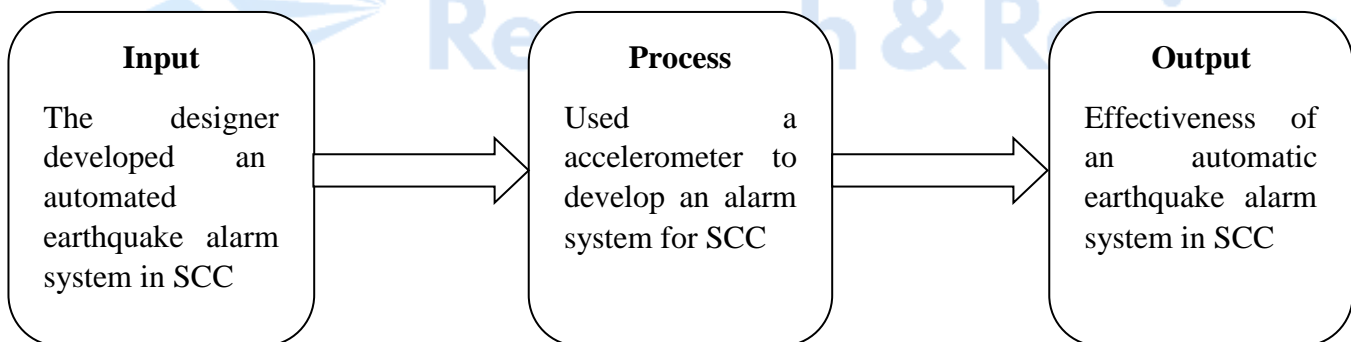 Input
The designer
developed an
automated
earthquake alarm
system in SCC
Process
Used a
accelerometer to
develop an alarm
system for SCC
Output
Effectiveness of
an automatic
earthquake alarm
system in SCC